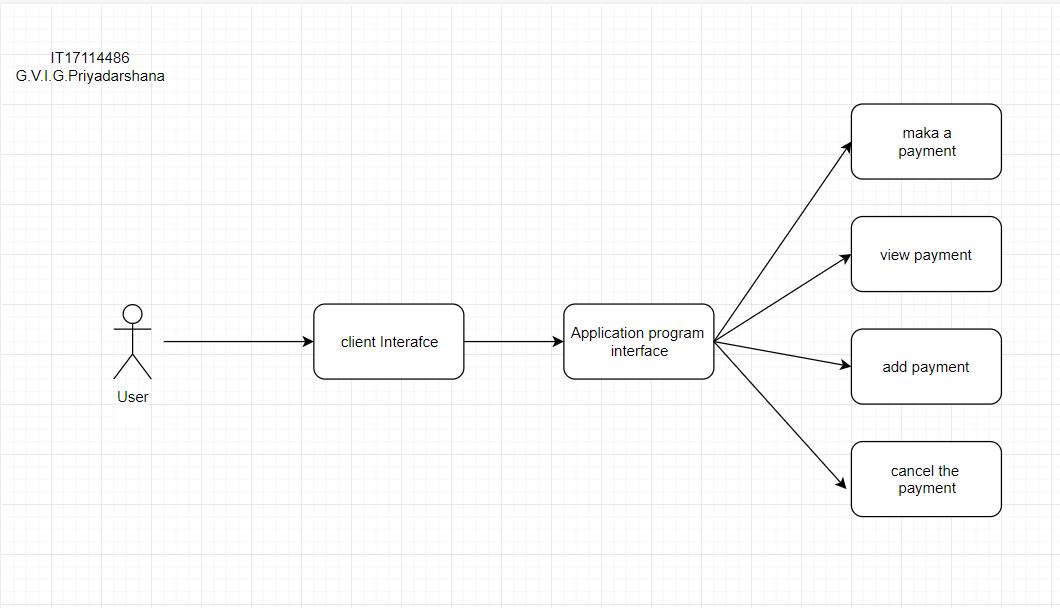 IT17114486
G.V.I.G.Priyadarshana
User
client Interafce
Application program
interface
maka a
payment
view payment
add payment
cancel the
payment